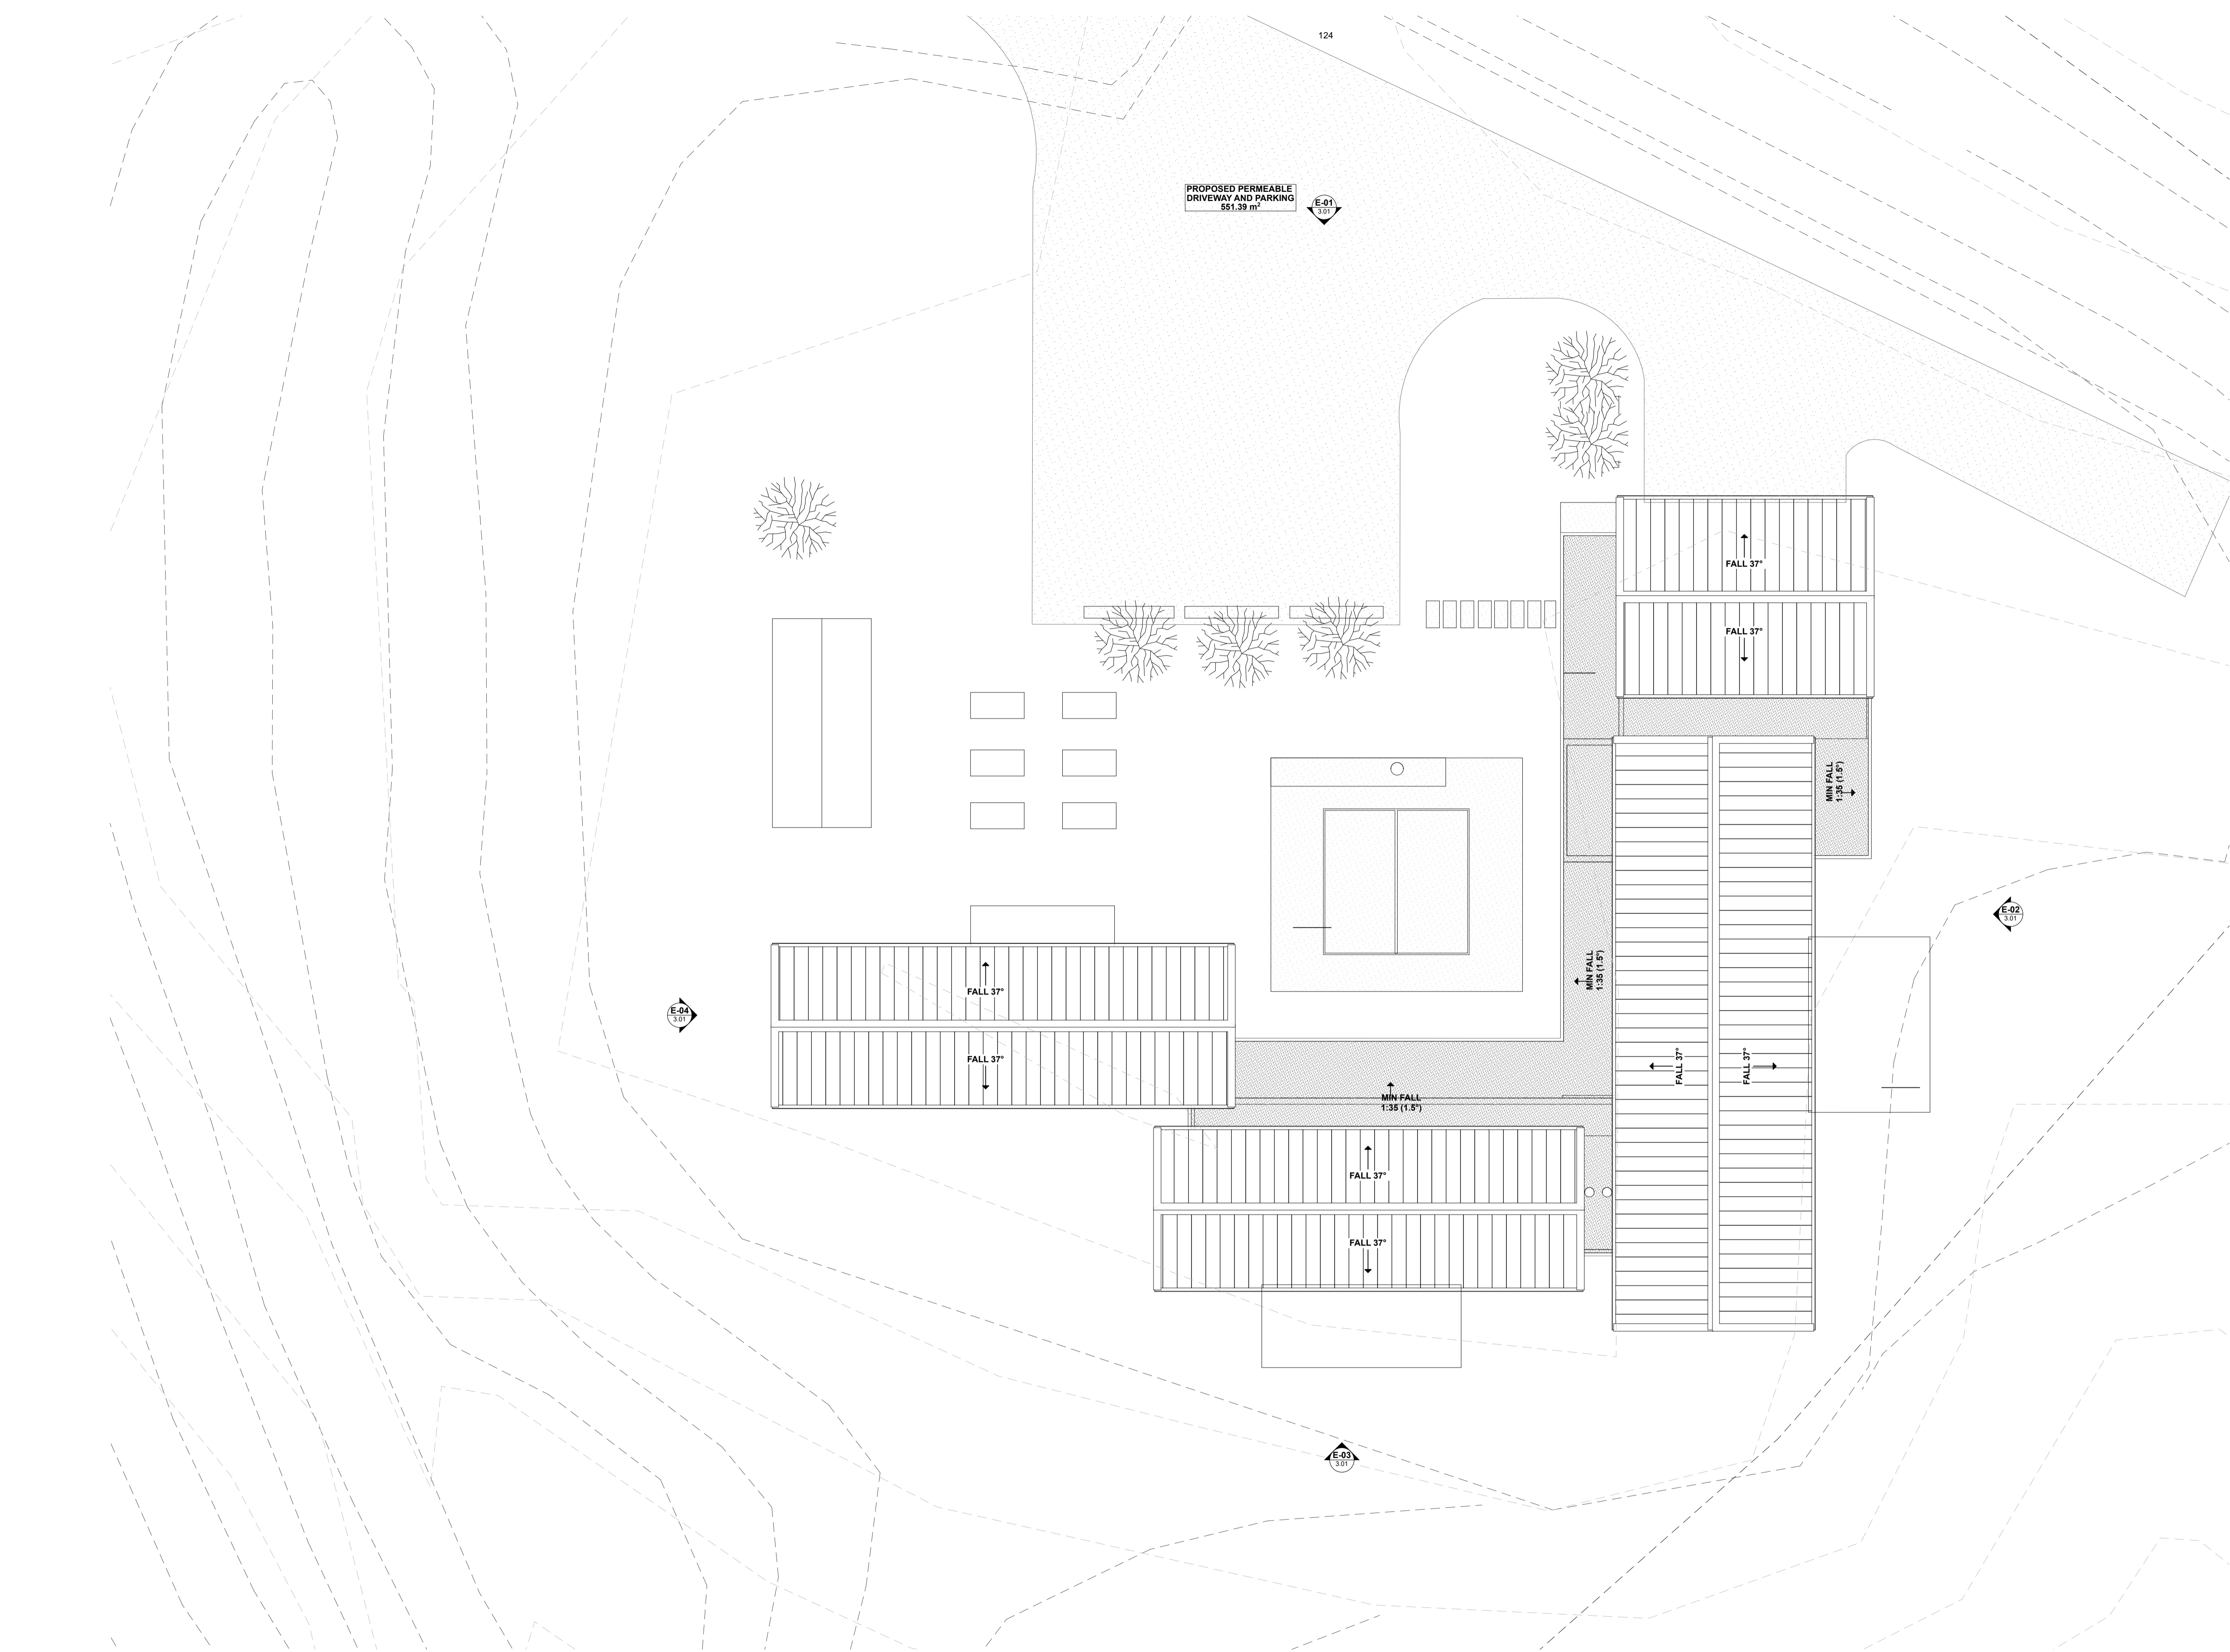 124
PROPOSED PERMEABLE
DRIVEWAY AND PARKING
551.39 m²
E-01
3.01
FALL 37°
FALL 37°
MIN FALL
1:35 (1.5°)
E-02
3.01
MIN FALL
1:35 (1.5°)
FALL 37°
E-04
3.01
FALL 37°
FALL 37°
FALL 37°
MIN FALL
1:35 (1.5°)
FALL 37°
FALL 37°
E-03
3.01